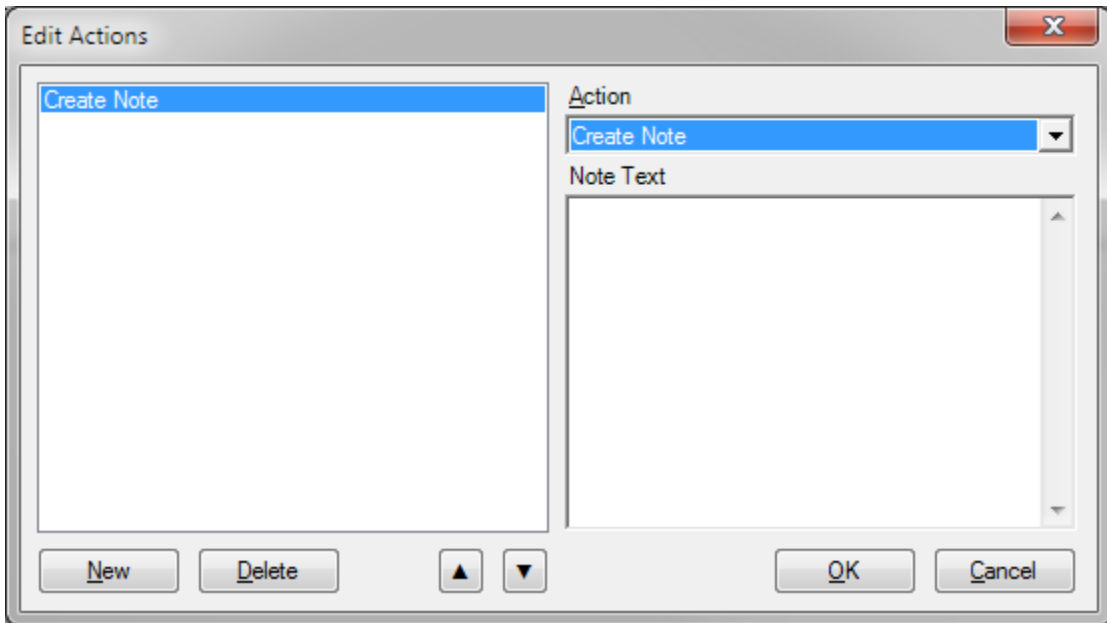 Edit Actions
Create Note
Action
Create Note
Note Text
New
Delete
OK
Cancel